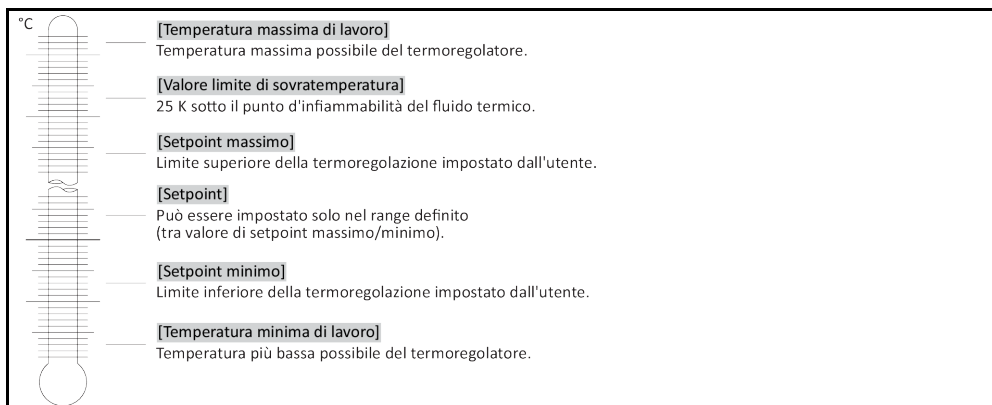 °C
[Temperatura massima di lavoro]
Temperatura massima possibile del termoregolatore.
[Valore limite di sovratemperatura]
25 K sotto il punto d'infiammabilità del fluido termico.
[Setpoint massimo]
Limite superiore della termoregolazione impostato dall'utente.
[Setpoint]
Può essere impostato solo nel range definito
(tra valore di setpoint massimo/minimo).
[Setpoint minimo]
Limite inferiore della termoregolazione impostato dall'utente.
[Temperatura minima di lavoro]
Temperatura più bassa possibile del termoregolatore.